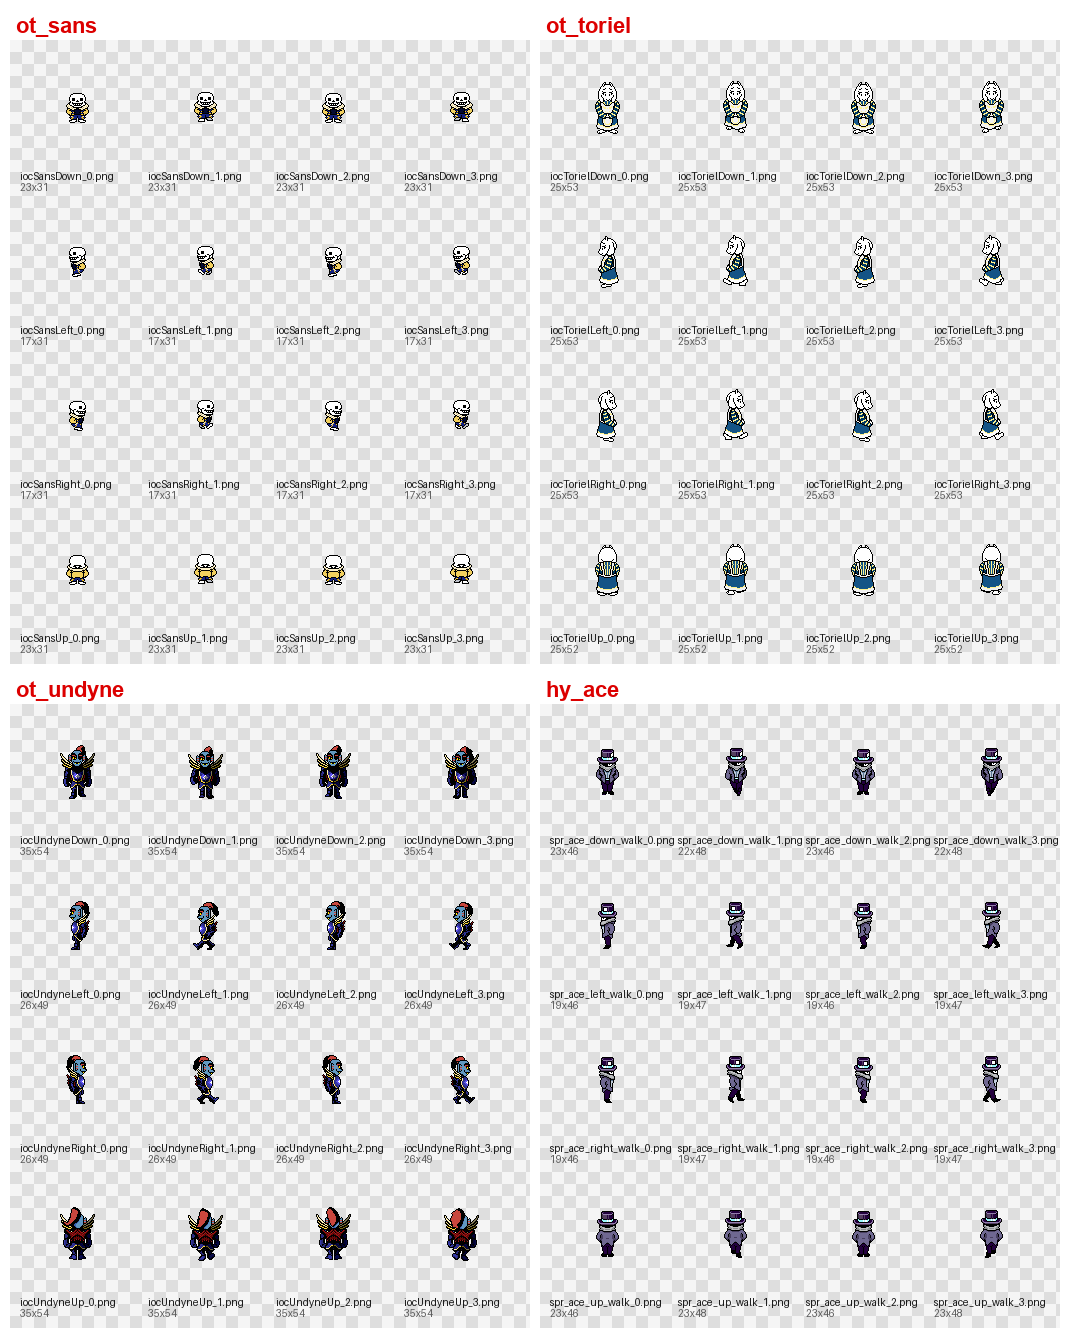 ot_sans
iocSansDown_0.png
23x31
iocSansDown_1.png
23x31
iocSansDown_2.png
23x31
iocSansDown_3.png
23x31
iocSansLeft_0.png
17x31
iocSansLeft_1.png
17x31
iocSansLeft_2.png
17x31
iocSansLeft_3.png
17x31
iocSansRight_0.png
17x31
iocSansRight_1.png
17x31
iocSansRight_2.png
17x31
iocSansRight_3.png
17x31
iocSansUp_0.png
23x31
iocSansUp_1.png
23x31
iocSansUp_2.png
23x31
iocSansUp_3.png
23x31
ot_toriel
iocTorielDown_0.png
25x53
iocTorielDown_1.png
25x53
iocTorielDown_2.png
25x53
iocTorielDown_3.png
25x53
iocTorielLeft_0.png
25x53
iocTorielLeft_1.png
25x53
iocTorielLeft_2.png
25x53
iocTorielLeft_3.png
25x53
iocTorielRight_0.png
25x53
iocTorielRight_1.png
25x53
iocTorielRight_2.png
25x53
iocTorielRight_3.png
25x53
iocTorielUp_0.png
25x52
iocTorielUp_1.png
25x52
iocTorielUp_2.png
25x52
iocTorielUp_3.png
25x52
ot_undyne
iocUndyneDown_0.png
35x54
iocUndyneDown_1.png
35x54
iocUndyneDown_2.png
35x54
iocUndyneDown_3.png
35x54
iocUndyneLeft_0.png
26x49
iocUndyneLeft_1.png
26x49
iocUndyneLeft_2.png
26x49
iocUndyneLeft_3.png
26x49
iocUndyneRight_0.png
26x49
iocUndyneRight_1.png
26x49
iocUndyneRight_2.png
26x49
iocUndyneRight_3.png
26x49
iocUndyneUp_0.png
35x54
iocUndyneUp_1.png
35x54
iocUndyneUp_2.png
35x54
iocUndyneUp_3.png
35x54
hy_ace
spr_ace_down_walk_0.png
23x46
spr_ace_down_walk_1.png
22x48
spr_ace_down_walk_2.png
23x46
spr_ace_down_walk_3.png
22x48
spr_ace_left_walk_0.png
19x46
spr_ace_left_walk_1.png
19x47
spr_ace_left_walk_2.png
19x46
spr_ace_left_walk_3.png
19x47
spr_ace_right_walk_0.png
19x46
spr_ace_right_walk_1.png
19x47
spr_ace_right_walk_2.png
19x46
spr_ace_right_walk_3.png
19x47
spr_ace_up_walk_0.png
23x46
spr_ace_up_walk_1.png
23x48
spr_ace_up_walk_2.png
23x46
spr_ace_up_walk_3.png
23x48